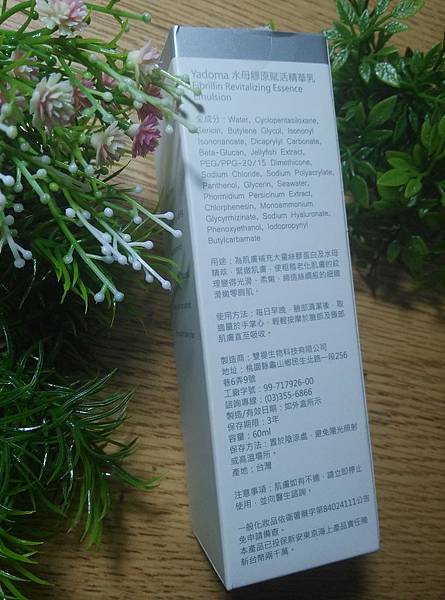 Yadoma 水母膠原賦活精華乳
Fibrillin Revitalizing Essence
Emulsion
全成分：Water, Cyclopentasiloxane,
Sericin, Butylene Glycol, Isononyl
Isononanoate, Dicaprylyl Carbonate,
Beta-Glucan, Jellyfish Extract,
PEG/PPG-20/15 Dimethicone,
Sodium Chloride, Sodium Polyacrylate,
Panthenol, Glycerin, Seawater,
Phormidium Persicinum Extract,
Chlorphenesin, Monoammonium
Glycyrrhizinate, Sodium Hyaluronate,
Phenoxyethanol, Iodopropynyl
Butylcarbamate
用途：為肌膚補充大量絲膠蛋白及水母
精萃，緊緻肌膚，使粗糙老化肌膚的紋
理變得光滑，柔嫩，締造絲綢般的細緻
滑嫩零瑕肌。
使用方法：每日早晚，臉部清潔後，取
適量於手掌心，輕輕按摩於臉部及頸部
肌膚直至吸收。
製造商：雙視生物科技有限公司
地址：桃園縣龜山鄉民生北路一段256
巷6弄9號
工廠字號：99-717926-00
諮詢專線：(03)355-6866
製造/有效日期：如外盒所示
保存期限：3年
容量：60ml
保存方法：置於陰涼處，避免陽光照射
或高溫場所。
產地：台灣
注意事項：肌膚如有不適，請立即停止
使用，並向醫生諮詢。
一般化妝品依衛署藥字第84024111公告
免申請備查。
本產品已投保新安東京海上產品責任險
新台幣兩千萬。